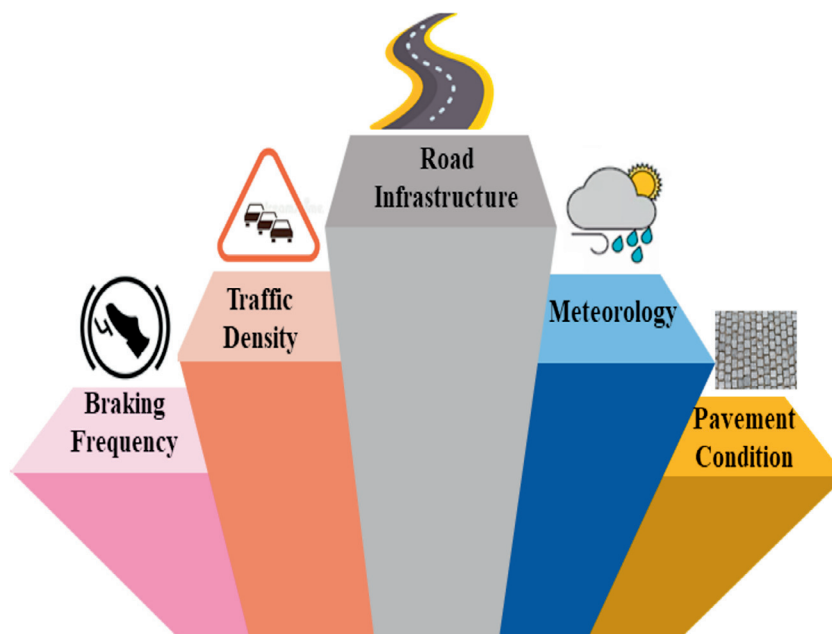 Road
Infrastructure
Traffic
Density
Meteorology
Braking
Frequency
Pavement
Condition